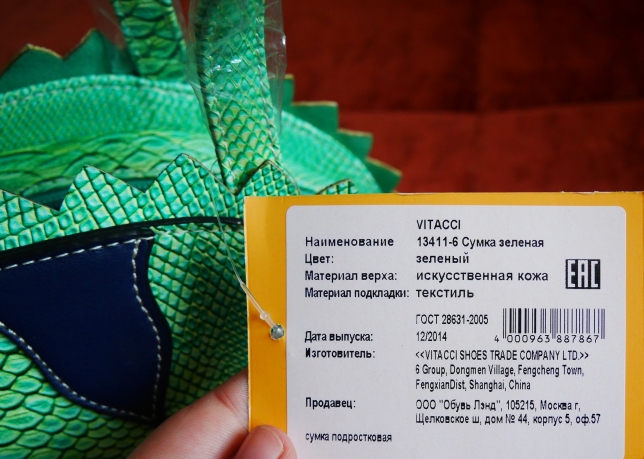 VITACCI
Наименование 13411-6 Сумка зеленая
Цвет: зеленый
Материал верха: искусственная кожа
Материал подкладки: текстиль
EAC
ГОСТ 28631-2005
Дата выпуска: 12/2014
4 000963 887867
Изготовитель: <<VITACCI SHOES TRADE COMPANY LTD.>>
6 Group, Dongmen Village, Fengcheng Town,
FengxianDist, Shanghai, China
Продавец: ООО "Обувь Лэнд", 105215, Москва г,
Щелковское ш, дом № 44, корпус 5, оф.57
сумка подростковая